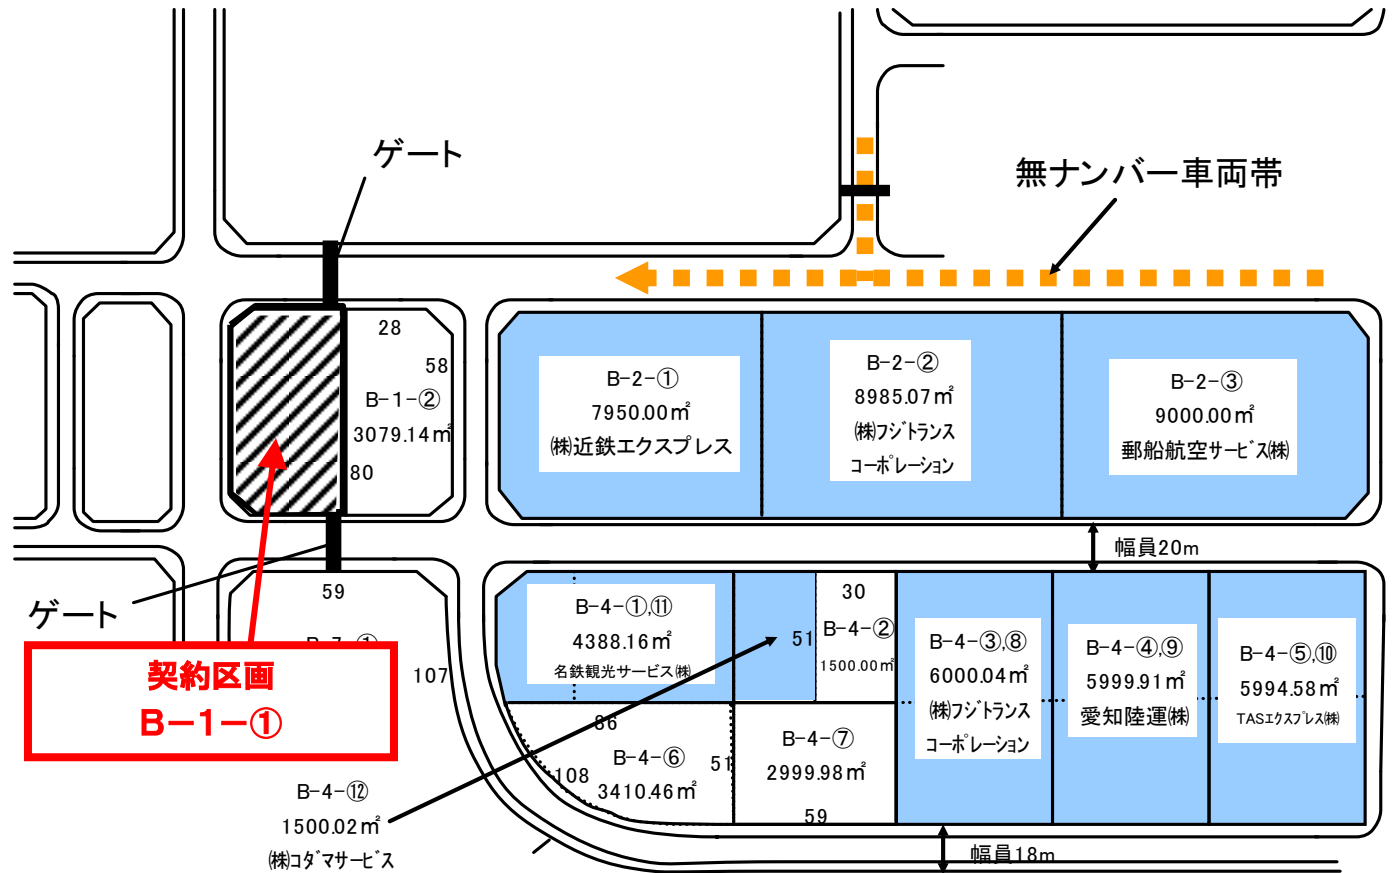 ゲート
無ナンバー車両帯
28
58
B-1-②
3079.14㎡
80
B-2-①
7950.00㎡
㈱近鉄エクスプレス
B-2-②
8985.07㎡
㈱フジトランス
コーポレーション
B-2-③
9000.00㎡
郵船航空サービス㈱
幅員20m
ゲート
59
107
契約区画
B-1-①
B-4-①,⑪
4388.16㎡
名鉄観光サービス㈱
51
30
B-4-②
1500.00㎡
B-4-③,⑧
6000.04㎡
㈱フジトランス
コーポレーション
B-4-④,⑨
5999.91㎡
愛知陸運㈱
B-4-⑤,⑩
5994.58㎡
TASエクスプレス㈱
86
B-4-⑥
51
108
3410.46㎡
B-4-⑦
2999.98㎡
59
B-4-⑫
1500.02㎡
㈱コダマサービス
幅員18m